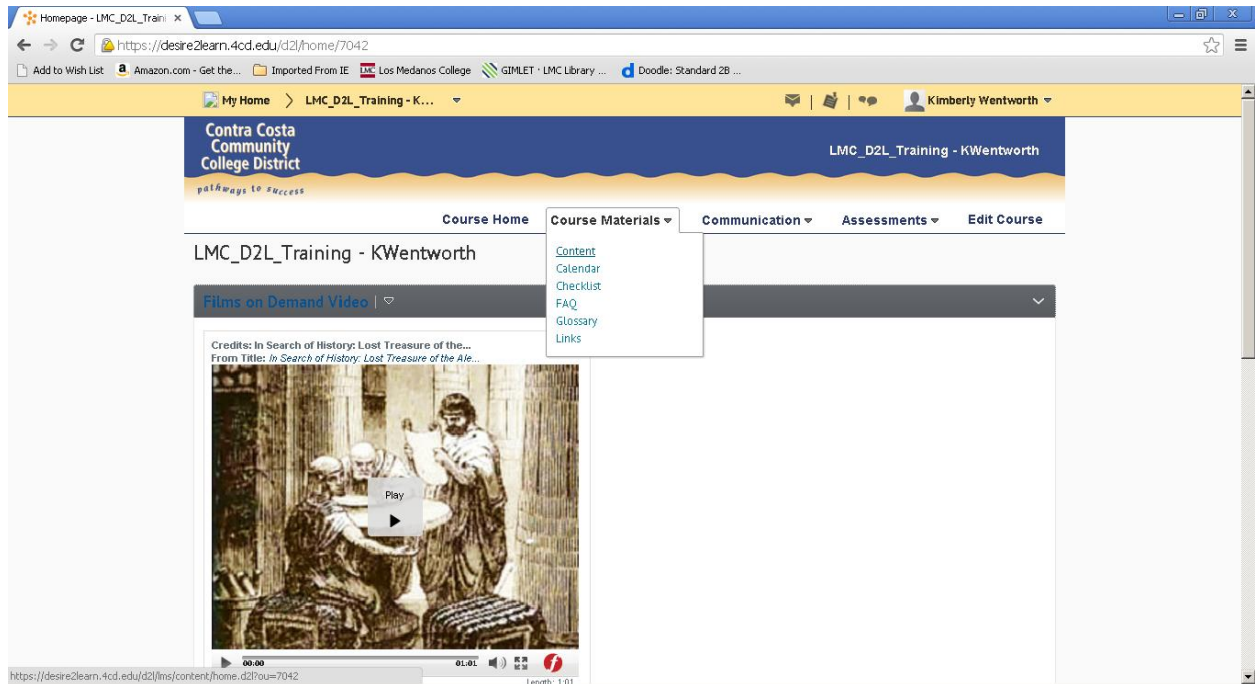 Homepage - LMC_D2L_Traini
https://desire2learn.4cd.edu/d2l/home/7042
Add to Wish List Amazon.com - Get the... Imported From IE LMC Los Medanos College GIMLET · LMC Library ... Doodle: Standard 2B ...
My Home LMC_D2L_Training - K... Kimberly Wentworth
Contra Costa
Community
College District
pathways to success
LMC_D2L_Training - KWentworth
Course Home Course Materials Communication Assessments Edit Course
Content
Calendar
Checklist
FAQ
Glossary
Links
LMC_D2L_Training - KWentworth
Films on Demand Video
Credits: In Search of History: Lost Treasure of the...
From Title: In Search of History: Lost Treasure of the Ale...
Play
00:00 01:01
Length: 1:01
https://desire2learn.4cd.edu/d2l/lms/content/home.d2l?ou=7042